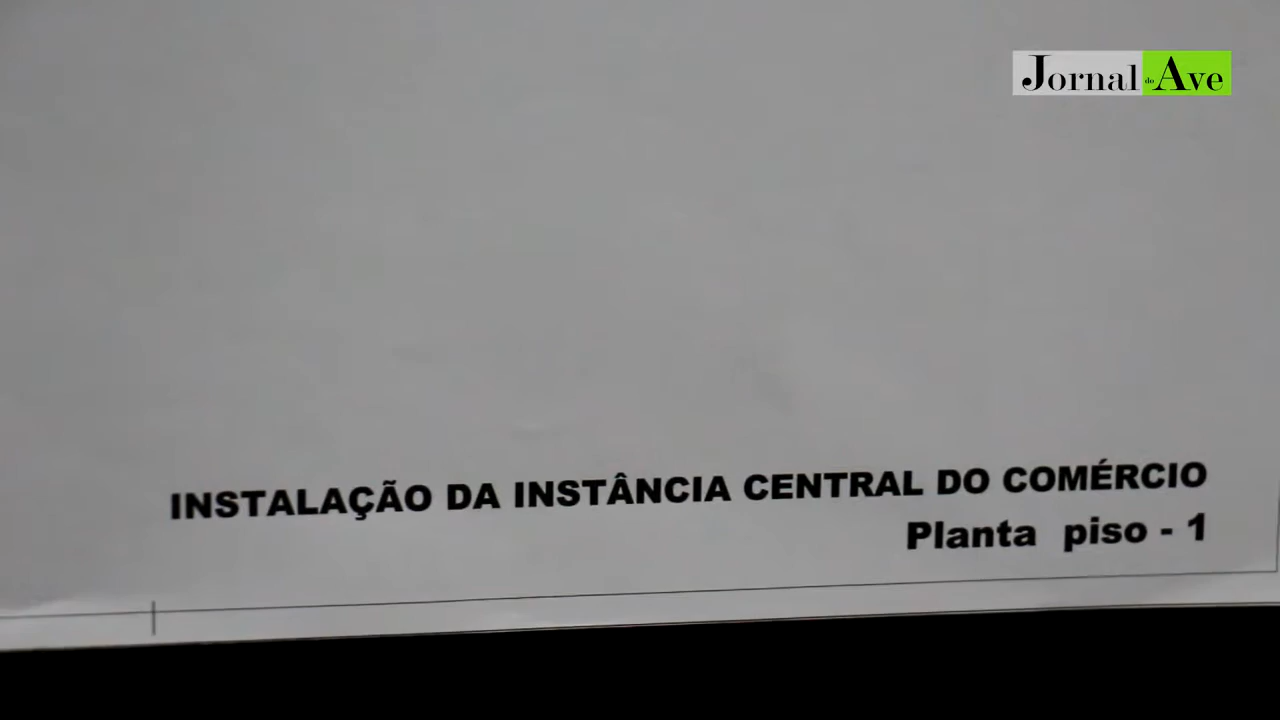 Jornal do Ave
INSTALAÇÃO DA INSTÂNCIA CENTRAL DO COMÉRCIO
Planta piso - 1